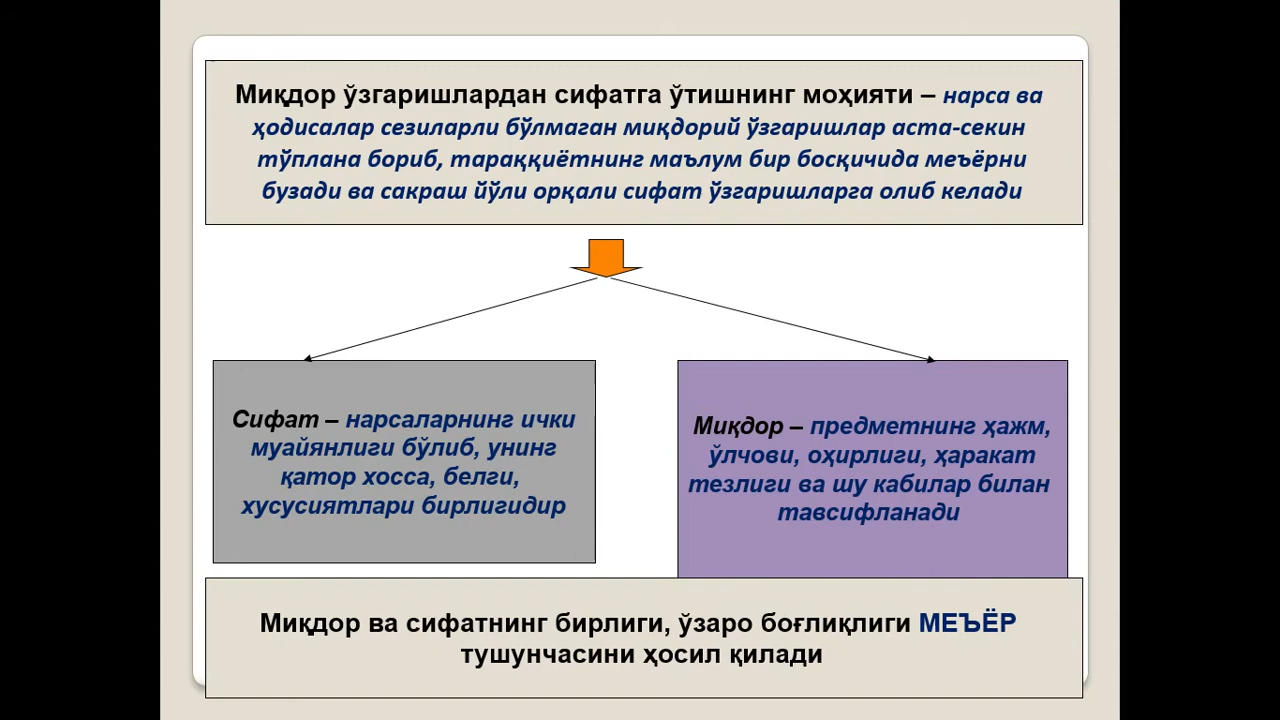 Миқдор ўзгаришлардан сифатга ўтишнинг моҳияти – нарса ва
ҳодисалар сезиларли бўлмаган миқдорий ўзгаришлар аста-секин
тўплана бориб, тараққиётнинг маълум бир босқичида меъёрни
бузади ва сакраш йўли орқали сифат ўзгаришларга олиб келади
Сифат – нарсаларнинг ички
муайянлиги бўлиб, унинг
қатор хосса, белги,
хусусиятлари бирлигидир
Миқдор – предметнинг ҳажм,
ўлчови, оҳирлиги, ҳаракат
тезлиги ва шу кабилар билан
тавсифланади
Миқдор ва сифатнинг бирлиги, ўзаро боғлиқлиги МЕЪЁР
тушунчасини ҳосил қилади